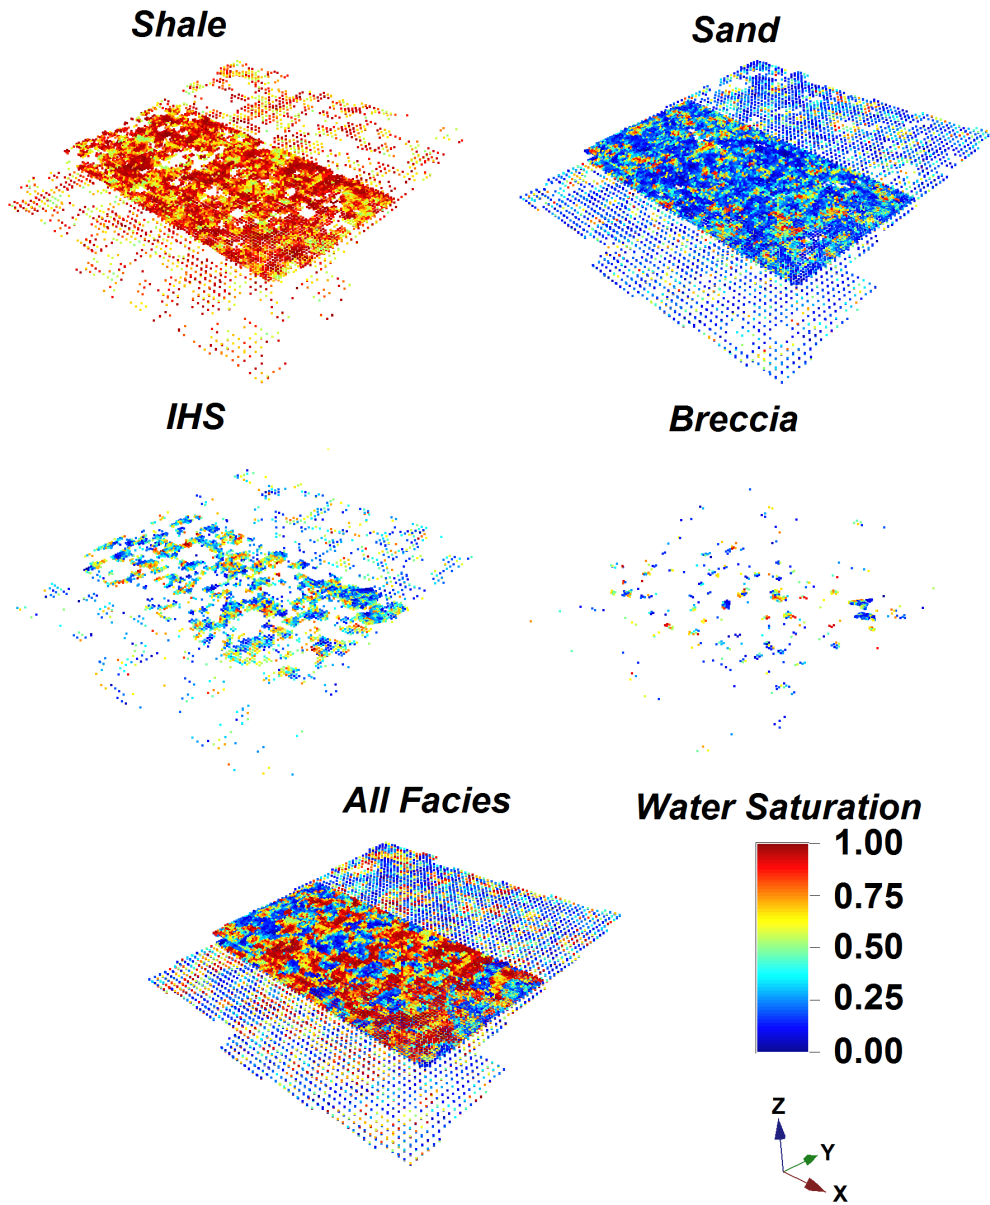 Shale
Sand
IHS
Breccia
All Facies
Water Saturation
1.00
0.75
0.50
0.25
0.00
Z
Y
X